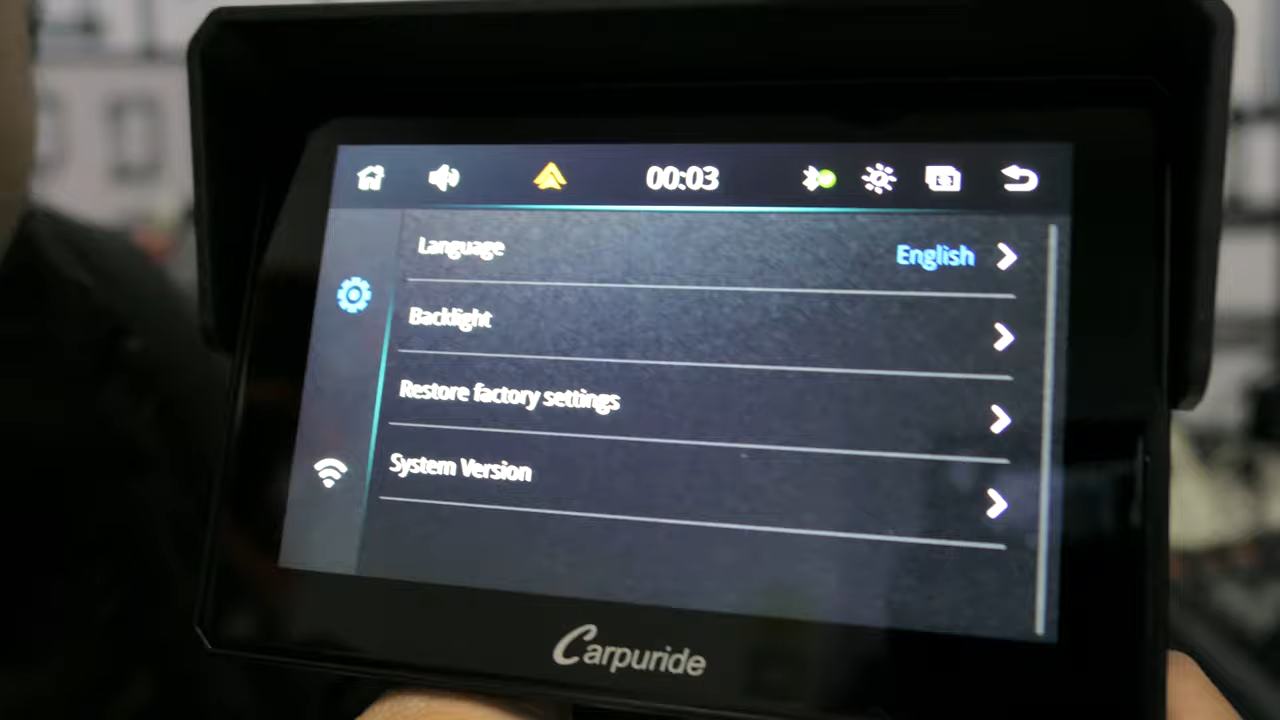 00:03
Language English
Backlight
Restore factory settings
System Version
Carpuride